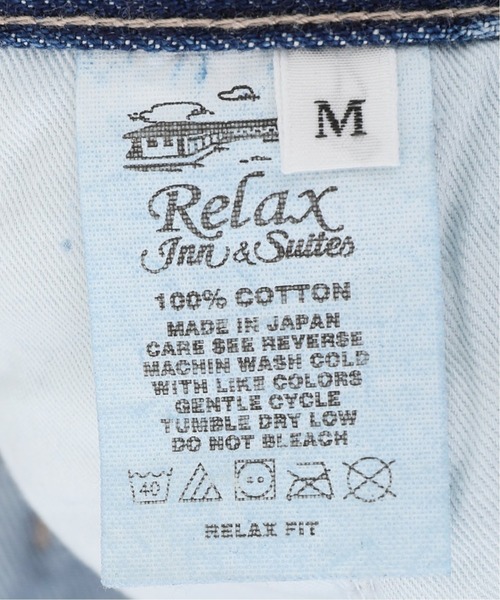 M
Relax
Inn & Suites
100% COTTON
MADE IN JAPAN
CARE SEE REVERSE
MACHIN WASH COLD
WITH LIKE COLORS
GENTLE CYCLE
TUMBLE DRY LOW
DO NOT BLEACH
40
RELAX FIT